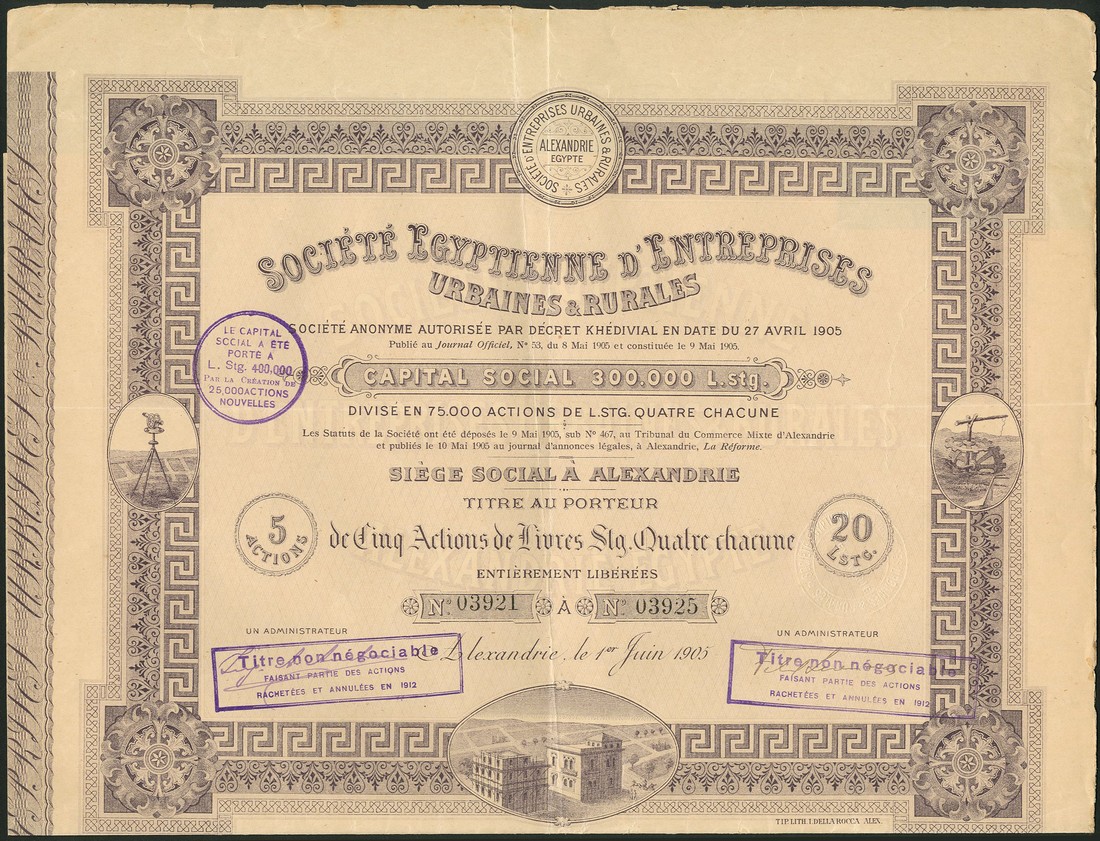 SOCIÉTÉ D'ENTREPRISES URBAINES & RURALES
ALEXANDRIE
EGYPTE
SOCIÉTÉ EGYPTIENNE D'ENTREPRISES
URBAINES & RURALES
SOCIÉTÉ ANONYME AUTORISÉE PAR DÉCRET KHÉDIVIAL EN DATE DU 27 AVRIL 1905
Publié au Journal Officiel, No 53, du 8 Mai 1905 et constituée le 9 Mai 1905.
LE CAPITAL
SOCIAL A ÉTÉ
PORTÉ A
L. Stg. 400,000
PAR LA CRÉATION DE
25,000 ACTIONS
NOUVELLES
CAPITAL SOCIAL 300.000 L.stg.
DIVISÉ EN 75.000 ACTIONS DE L.STG. QUATRE CHACUNE
Les Statuts de la Société ont été déposés le 9 Mai 1905, sub No 467, au Tribunal du Commerce Mixte d'Alexandrie
et publiés le 10 Mai 1905 au journal d'annonces légales, à Alexandrie, La Réforme.
SIÈGE SOCIAL À ALEXANDRIE
TITRE AU PORTEUR
5
ACTIONS
de Cinq Actions de Livres Stg. Quatre chacune
20
LSTG.
ENTIÈREMENT LIBÉRÉES
No 03921 À No 03925
UN ADMINISTRATEUR
UN ADMINISTRATEUR
Alexandrie, le 1er Juin 1905
Titre non négociable
FAISANT PARTIE DES ACTIONS
RACHETÉES ET ANNULÉES EN 1912
Titre non négociable
FAISANT PARTIE DES ACTIONS
RACHETÉES ET ANNULÉES EN 1912
TIP. LITH. I. DELLA ROCCA ALEX.